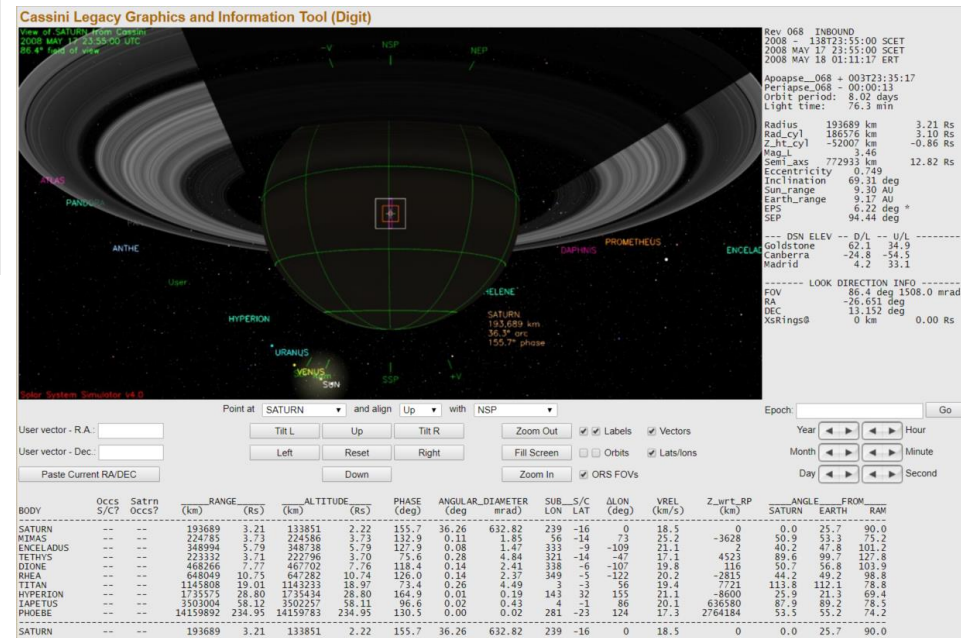 Cassini Legacy Graphics and Information Tool (Digit)
View of SATURN from Cassini
2008 MAY 17 23:55:00 UTC
86.4° field of view
-V
NSP
NEP
ATLAS
ANTHE
User
HYPERION
URANUS
VENUS
SUN
SSP
+V
HELENE
SATURN
193,689 km
36.3° arc
155.7° phase
DAPHNIS
PROMETHEUS
Solar System Simulator v4.0
Rev 068 INBOUND
2008 - 138T23:55:00 SCET
2008 MAY 17 23:55:00 SCET
2008 MAY 18 01:11:17 ERT
Apoapse__068 + 003T23:35:17
Periapse_068 - 00:00:13
Orbit period: 8.02 days
Light time: 76.3 min
Radius 193689 km 3.21 Rs
Rad_cyl 186576 km 3.10 Rs
Z_ht_cyl -52007 km -0.86 Rs
Mag_L 3.46
Semi_axs 772933 km 12.82 Rs
Eccentricity 0.749
Inclination 69.31 deg
Sun_range 9.30 AU
Earth_range 9.17 AU
EPS 6.22 deg *
SEP 94.44 deg
--- DSN ELEV -- D/L -- U/L --------
Goldstone 62.1 34.9
Canberra -24.8 -54.5
Madrid 4.2 33.1
------- LOOK DIRECTION INFO -------
FOV 86.4 deg 1508.0 mrad
RA -26.651 deg
DEC 13.152 deg
XsRings@ 0 km 0.00 Rs
Point at SATURN and align Up with NSP
Epoch: Go
User vector - R.A.: Tilt L Up Tilt R Zoom Out Labels Vectors Year Hour
User vector - Dec.: Left Reset Right Fill Screen Orbits Lats/lons Month Minute
Paste Current RA/DEC Down Zoom In ORS FOVs Day Second
Occs Satrn ____RANGE____ ____ALTITUDE____ PHASE ANGULAR_DIAMETER SUB__S/C ΔLON VREL Z_wrt_RP ____ANGLE___FROM____
BODY S/C? Occs? (km) (Rs) (km) (Rs) (deg) (deg mrad) LON LAT (deg) (km/s) (km) SATURN EARTH RAM
SATURN -- -- 193689 3.21 133851 2.22 155.7 36.26 632.82 239 -16 0 18.5 0 0.0 25.7 90.0
MIMAS -- -- 224785 3.73 224586 3.73 132.9 0.11 1.85 56 -14 73 25.2 -3628 50.9 53.3 75.2
ENCELADUS -- -- 348994 5.79 348738 5.79 127.9 0.08 1.47 333 -9 -109 21.1 2 40.2 47.8 101.2
TETHYS -- -- 223332 3.71 222796 3.70 75.6 0.28 4.84 321 -14 -47 17.1 4523 89.6 99.7 127.8
DIONE -- -- 468266 7.77 467702 7.76 118.4 0.14 2.41 338 -6 -107 19.8 116 50.7 56.8 103.9
RHEA -- -- 648049 10.75 647282 10.74 126.0 0.14 2.37 349 -5 -122 20.2 -2815 44.2 49.2 98.8
TITAN -- -- 1145808 19.01 1143233 18.97 73.4 0.26 4.49 3 -3 56 19.4 7721 113.8 112.1 78.8
HYPERION -- -- 1735575 28.80 1735434 28.80 164.9 0.01 0.19 143 32 155 21.1 -8600 25.9 21.3 69.4
IAPETUS -- -- 3503004 58.12 3502257 58.11 96.6 0.02 0.43 4 -1 86 20.1 636580 87.9 89.2 78.5
PHOEBE -- -- 14159892 234.95 14159783 234.95 130.5 0.00 0.02 281 -23 124 17.3 2764184 53.5 55.2 74.2
SATURN -- -- 193689 3.21 133851 2.22 155.7 36.26 632.82 239 -16 0 18.5 0 0.0 25.7 90.0